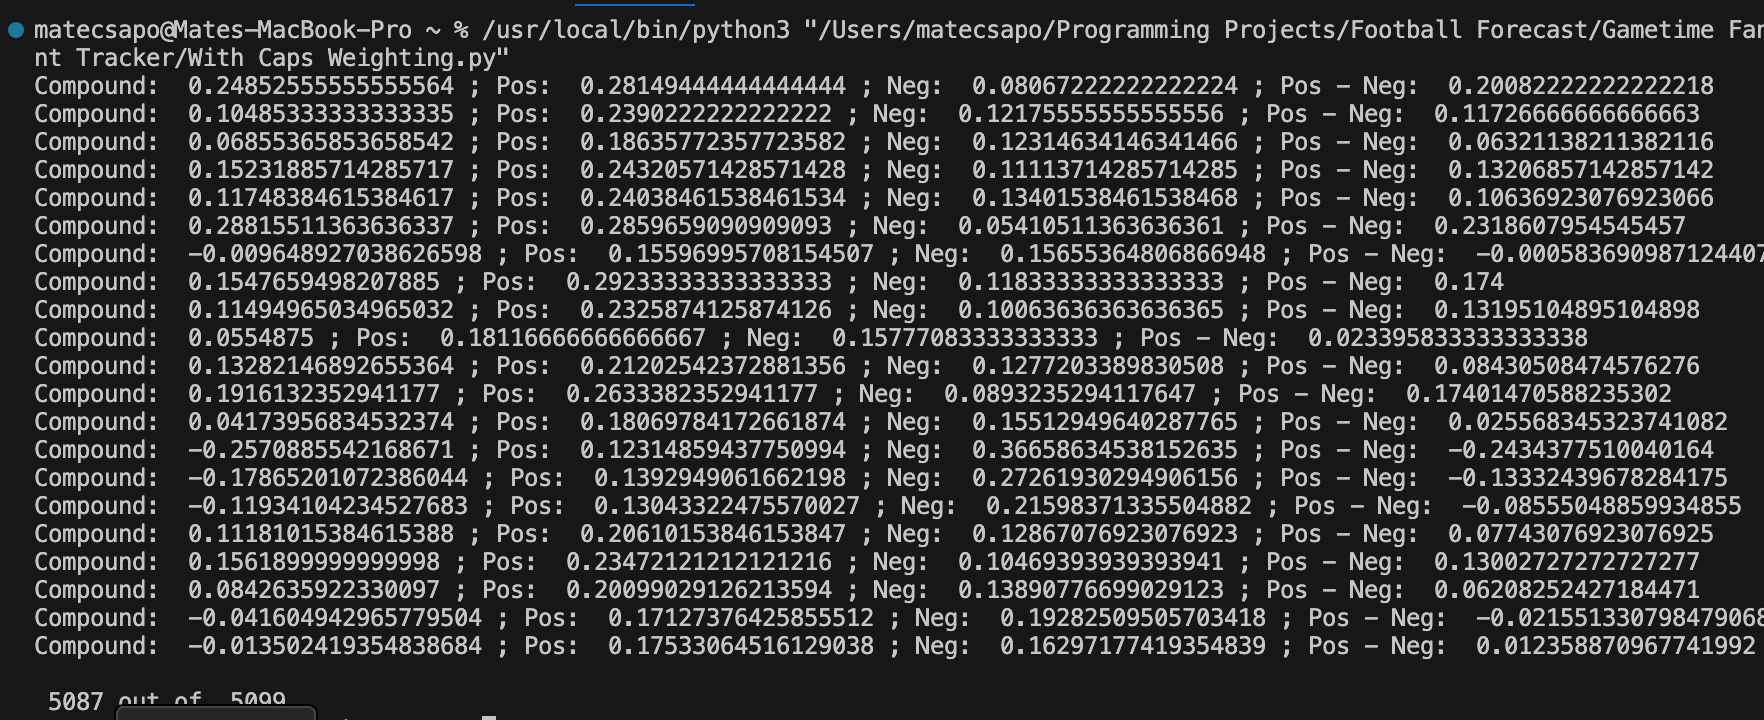 matecsapo@Mates-MacBook-Pro ~ % /usr/local/bin/python3 "/Users/matecsapo/Programming Projects/Football Forecast/Gametime Fan
nt Tracker/With Caps Weighting.py"
Compound:  0.24852555555555564 ; Pos:  0.28149444444444444 ; Neg:  0.08067222222222224 ; Pos - Neg:  0.20082222222222218
Compound:  0.10485333333333335 ; Pos:  0.2390222222222222 ; Neg:  0.12175555555555556 ; Pos - Neg:  0.11726666666666663
Compound:  0.06855365853658542 ; Pos:  0.18635772357723582 ; Neg:  0.12314634146341466 ; Pos - Neg:  0.06321138211382116
Compound:  0.15231885714285717 ; Pos:  0.24320571428571428 ; Neg:  0.11113714285714285 ; Pos - Neg:  0.13206857142857142
Compound:  0.11748384615384617 ; Pos:  0.24038461538461534 ; Neg:  0.13401538461538468 ; Pos - Neg:  0.10636923076923066
Compound:  0.28815511363636337 ; Pos:  0.2859659090909093 ; Neg:  0.05410511363636361 ; Pos - Neg:  0.2318607954545457
Compound:  -0.009648927038626598 ; Pos:  0.15596995708154507 ; Neg:  0.15655364806866948 ; Pos - Neg:  -0.000583690987124407
Compound:  0.1547659498207885 ; Pos:  0.29233333333333333 ; Neg:  0.11833333333333333 ; Pos - Neg:  0.174
Compound:  0.11494965034965032 ; Pos:  0.2325874125874126 ; Neg:  0.10063636363636365 ; Pos - Neg:  0.13195104895104898
Compound:  0.0554875 ; Pos:  0.18116666666666667 ; Neg:  0.15777083333333333 ; Pos - Neg:  0.023395833333333338
Compound:  0.13282146892655364 ; Pos:  0.21202542372881356 ; Neg:  0.1277203389830508 ; Pos - Neg:  0.08430508474576276
Compound:  0.1916132352941177 ; Pos:  0.2633382352941177 ; Neg:  0.0893235294117647 ; Pos - Neg:  0.17401470588235302
Compound:  0.04173956834532374 ; Pos:  0.18069784172661874 ; Neg:  0.15512949640287765 ; Pos - Neg:  0.025568345323741082
Compound:  -0.2570885542168671 ; Pos:  0.12314859437750994 ; Neg:  0.36658634538152635 ; Pos - Neg:  -0.2434377510040164
Compound:  -0.17865201072386044 ; Pos:  0.1392949061662198 ; Neg:  0.27261930294906156 ; Pos - Neg:  -0.13332439678284175
Compound:  -0.11934104234527683 ; Pos:  0.13043322475570027 ; Neg:  0.21598371335504882 ; Pos - Neg:  -0.08555048859934855
Compound:  0.11181015384615388 ; Pos:  0.20610153846153847 ; Neg:  0.12867076923076923 ; Pos - Neg:  0.07743076923076925
Compound:  0.1561899999999998 ; Pos:  0.23472121212121216 ; Neg:  0.10469393939393941 ; Pos - Neg:  0.13002727272727277
Compound:  0.0842635922330097 ; Pos:  0.20099029126213594 ; Neg:  0.13890776699029123 ; Pos - Neg:  0.06208252427184471
Compound:  -0.041604942965779504 ; Pos:  0.17127376425855512 ; Neg:  0.19282509505703418 ; Pos - Neg:  -0.0215513307984790​68
Compound:  -0.013502419354838684 ; Pos:  0.17533064516129038 ; Neg:  0.16297177419354839 ; Pos - Neg:  0.012358870967741992
5087 out of  5099